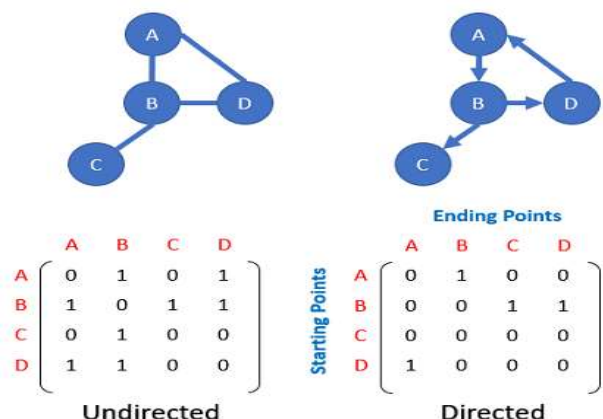 A
B
D
C
A
B
D
C
A B C D
A 0 1 0 1
B 1 0 1 1
C 0 1 0 0
D 1 1 0 0
Undirected
Ending Points
Starting Points
A B C D
A 0 1 0 0
B 0 0 1 1
C 0 0 0 0
D 1 0 0 0
Directed